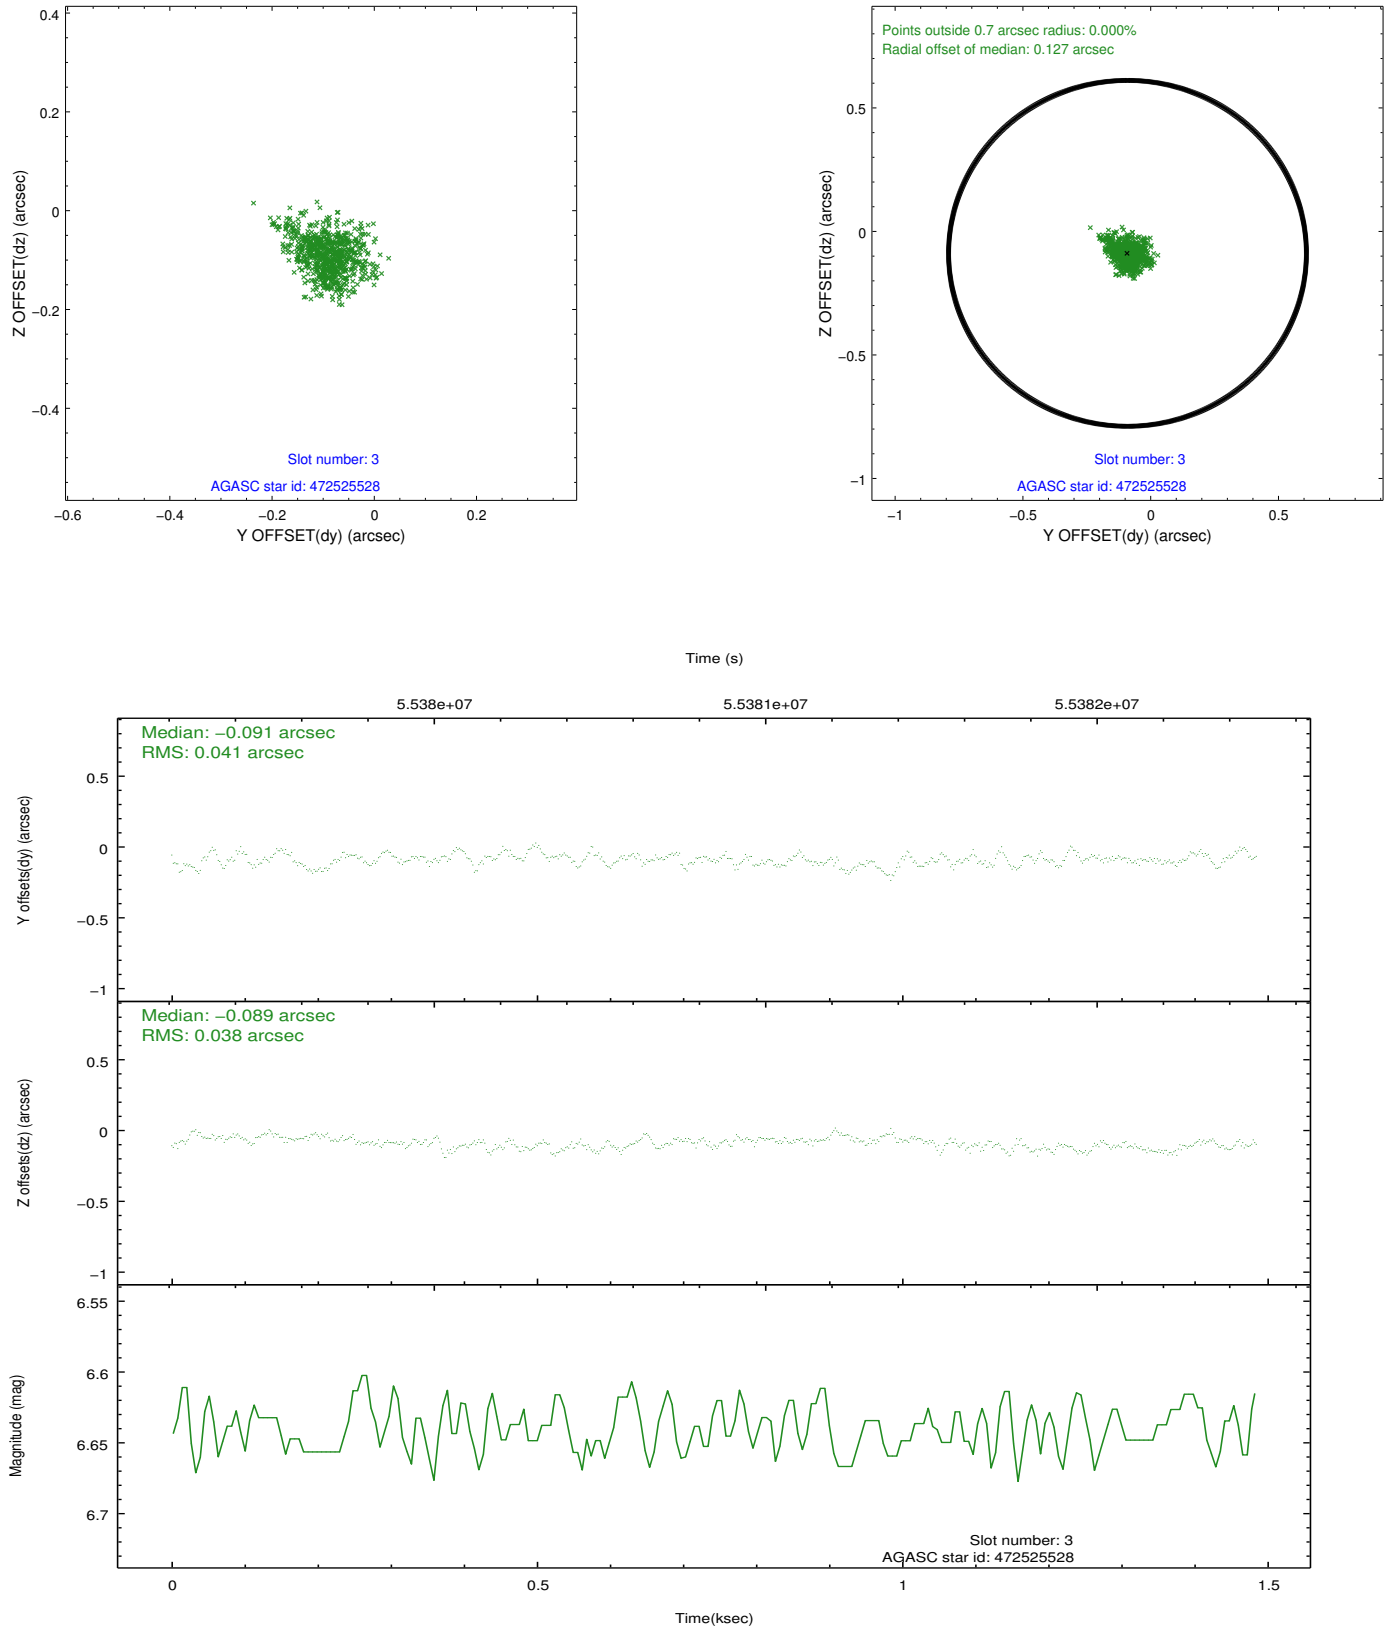 0.4
0.2
0
−0.2
−0.4
Z OFFSET(dz) (arcsec)
Slot number: 3
AGASC star id: 472525528
−0.6 −0.4 −0.2 0 0.2
Y OFFSET(dy) (arcsec)
Points outside 0.7 arcsec radius: 0.000%
Radial offset of median: 0.127 arcsec
0.5
0
−0.5
−1
Z OFFSET(dz) (arcsec)
Slot number: 3
AGASC star id: 472525528
−1 −0.5 0 0.5
Y OFFSET(dy) (arcsec)
Time (s)
5.538e+07 5.5381e+07 5.5382e+07
Median: −0.091 arcsec
RMS: 0.041 arcsec
0.5
0
−0.5
−1
Y offsets(dy) (arcsec)
Median: −0.089 arcsec
RMS: 0.038 arcsec
0.5
0
−0.5
−1
Z offsets(dz) (arcsec)
6.55
6.6
6.65
6.7
Magnitude (mag)
Slot number: 3
AGASC star id: 472525528
0 0.5 1 1.5
Time(ksec)